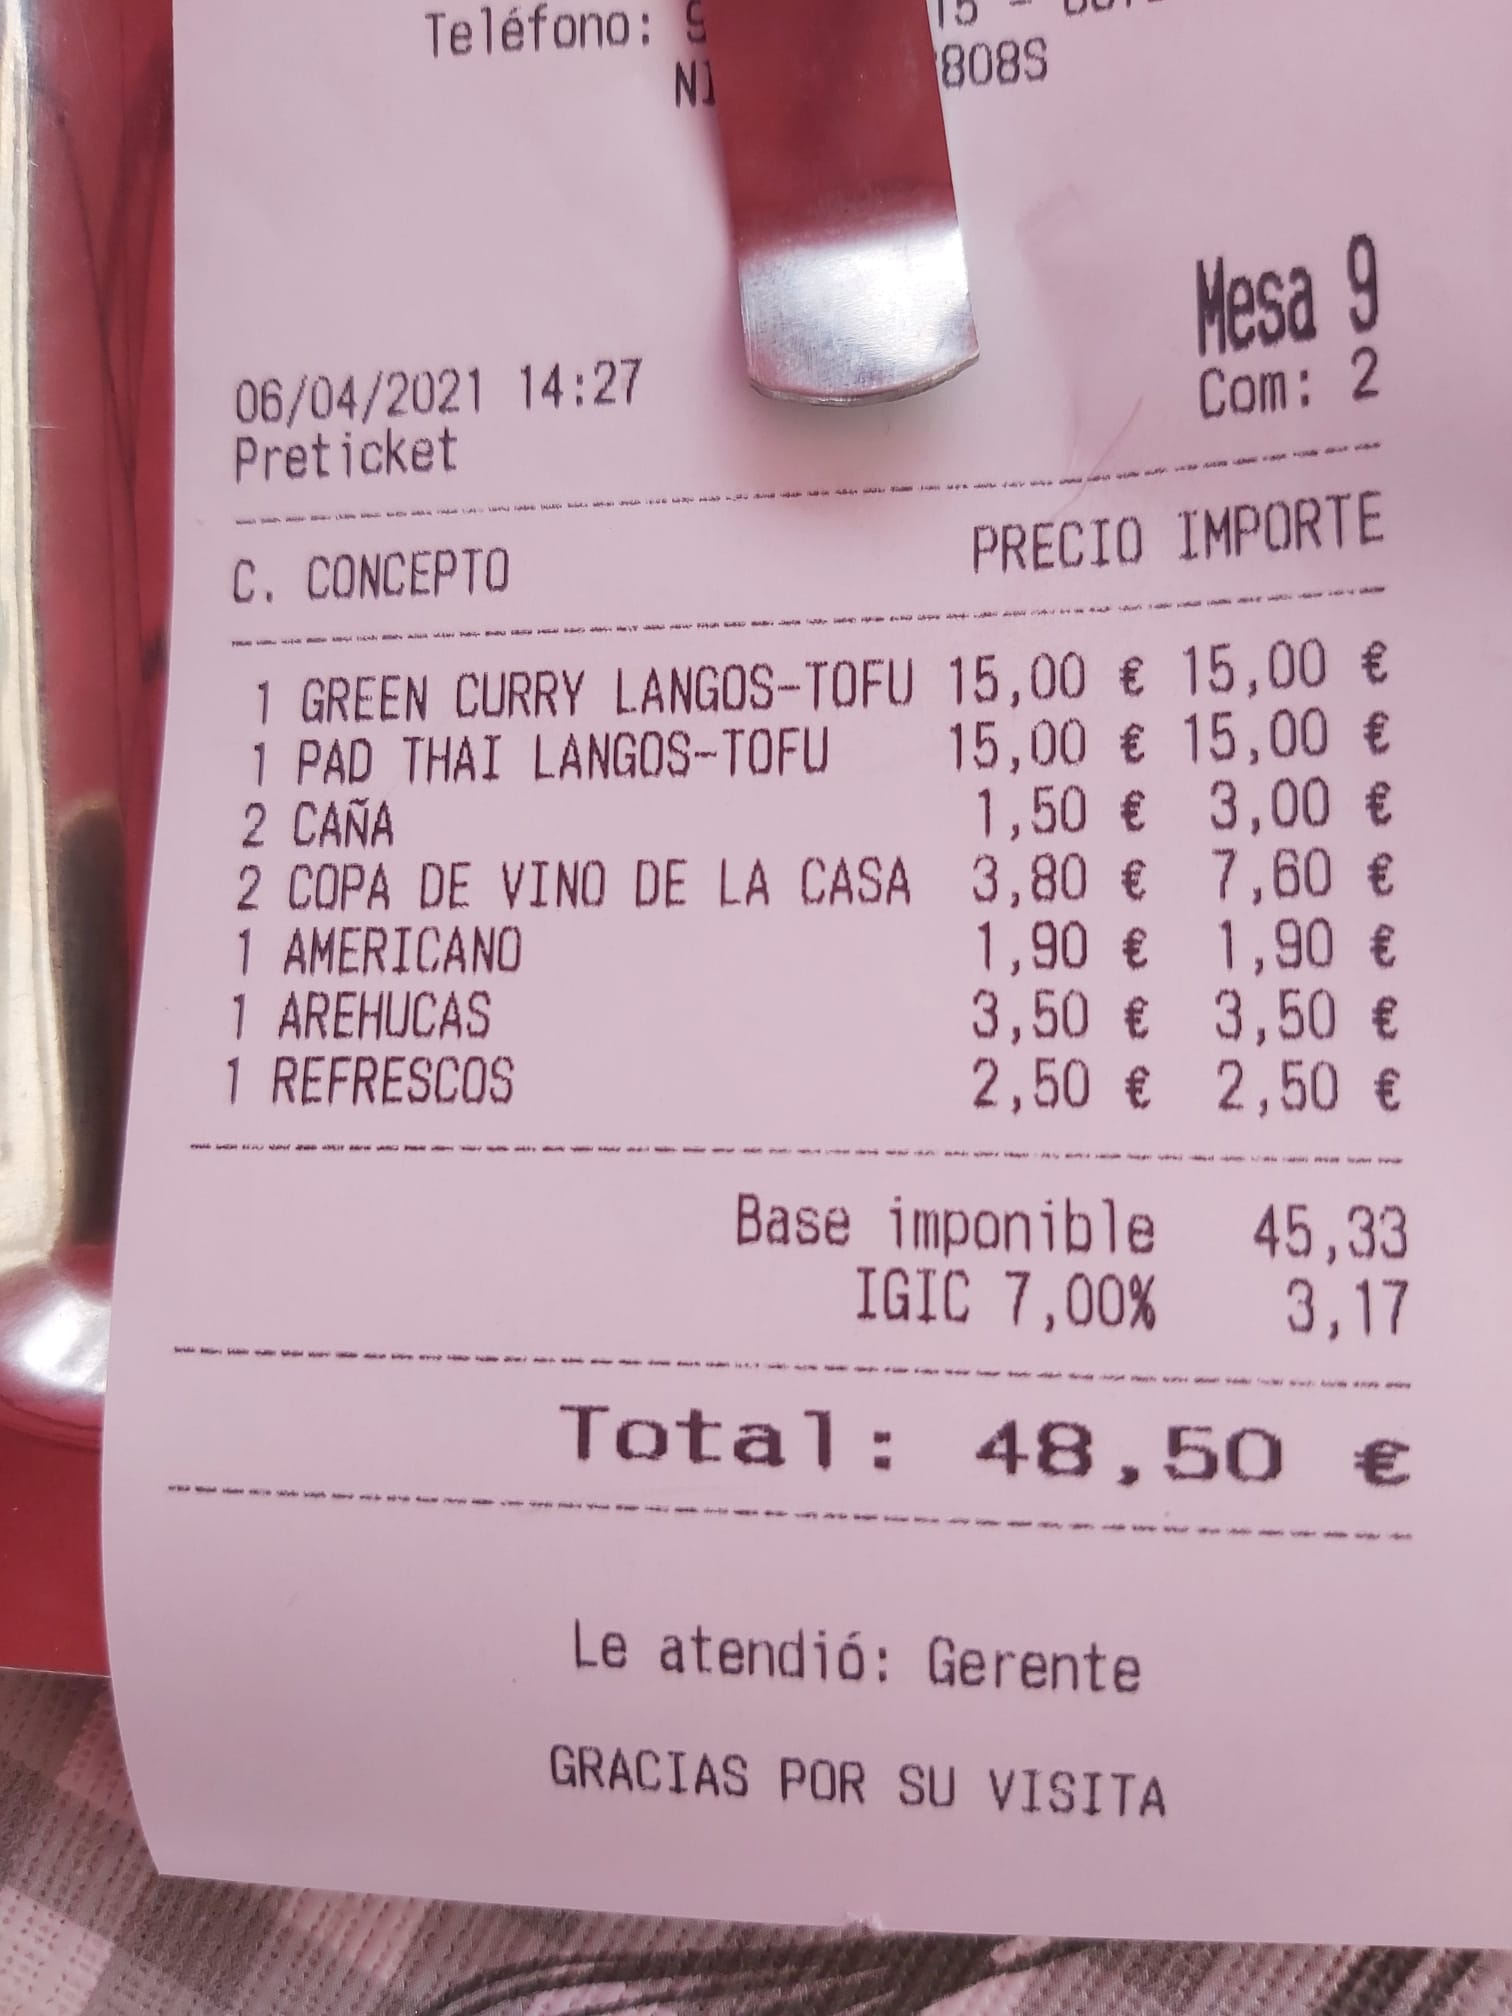 Teléfono:
808S
Mesa 9
06/04/2021 14:27
Com: 2
Preticket
C. CONCEPTO PRECIO IMPORTE
1 GREEN CURRY LANGOS-TOFU 15,00 € 15,00 €
1 PAD THAI LANGOS-TOFU 15,00 € 15,00 €
2 CAÑA 1,50 € 3,00 €
2 COPA DE VINO DE LA CASA 3,80 € 7,60 €
1 AMERICANO 1,90 € 1,90 €
1 AREHUCAS 3,50 € 3,50 €
1 REFRESCOS 2,50 € 2,50 €
Base imponible 45,33
IGIC 7,00% 3,17
Total: 48,50 €
Le atendió: Gerente
GRACIAS POR SU VISITA